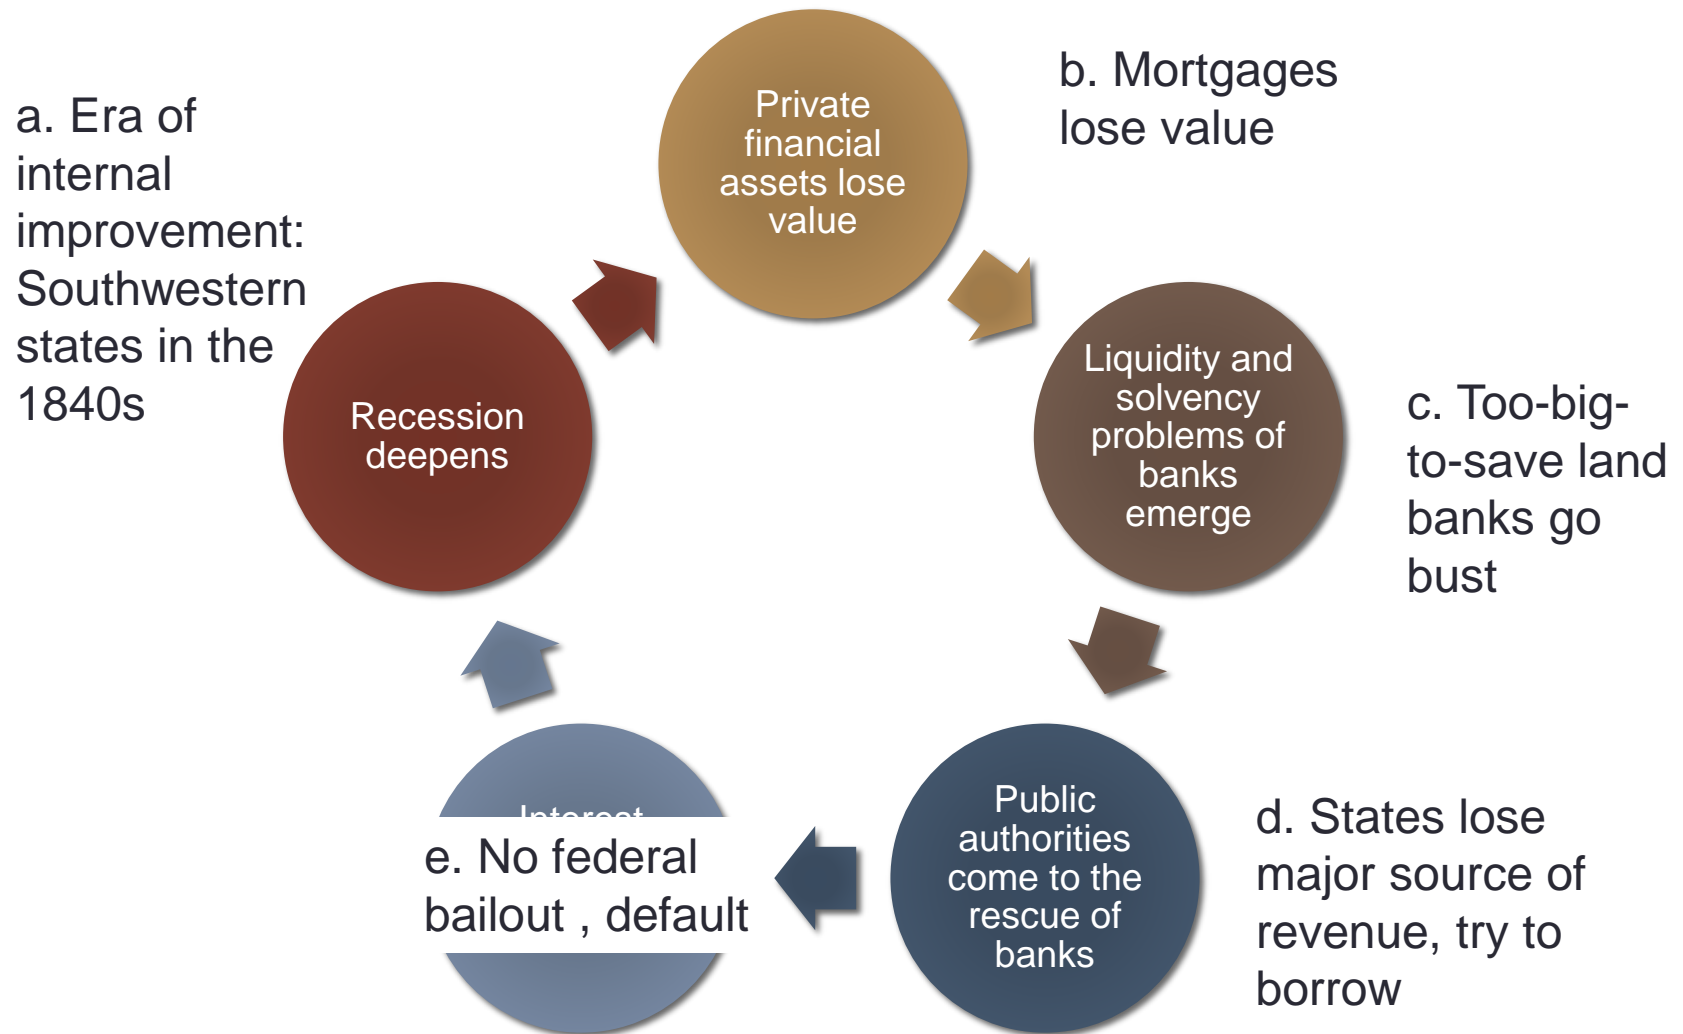 a. Era of
internal
improvement:
Southwestern
states in the
1840s
Private
financial
assets lose
value
b. Mortgages
lose value
Liquidity and
solvency
problems of
banks
emerge
c. Too-big-
to-save land
banks go
bust
Public
authorities
come to the
rescue of
banks
d. States lose
major source of
revenue, try to
borrow
Interest
e. No federal
bailout , default
Recession
deepens